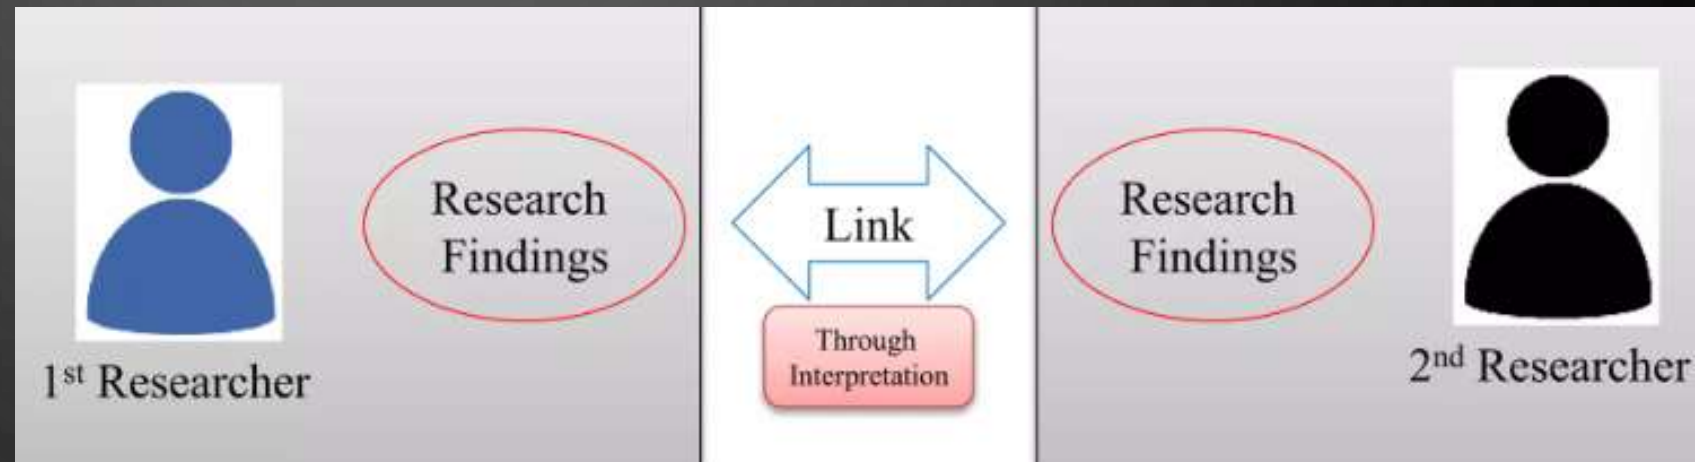 Research
Findings
1st Researcher
Link
Through
Interpretation
Research
Findings
2nd Researcher